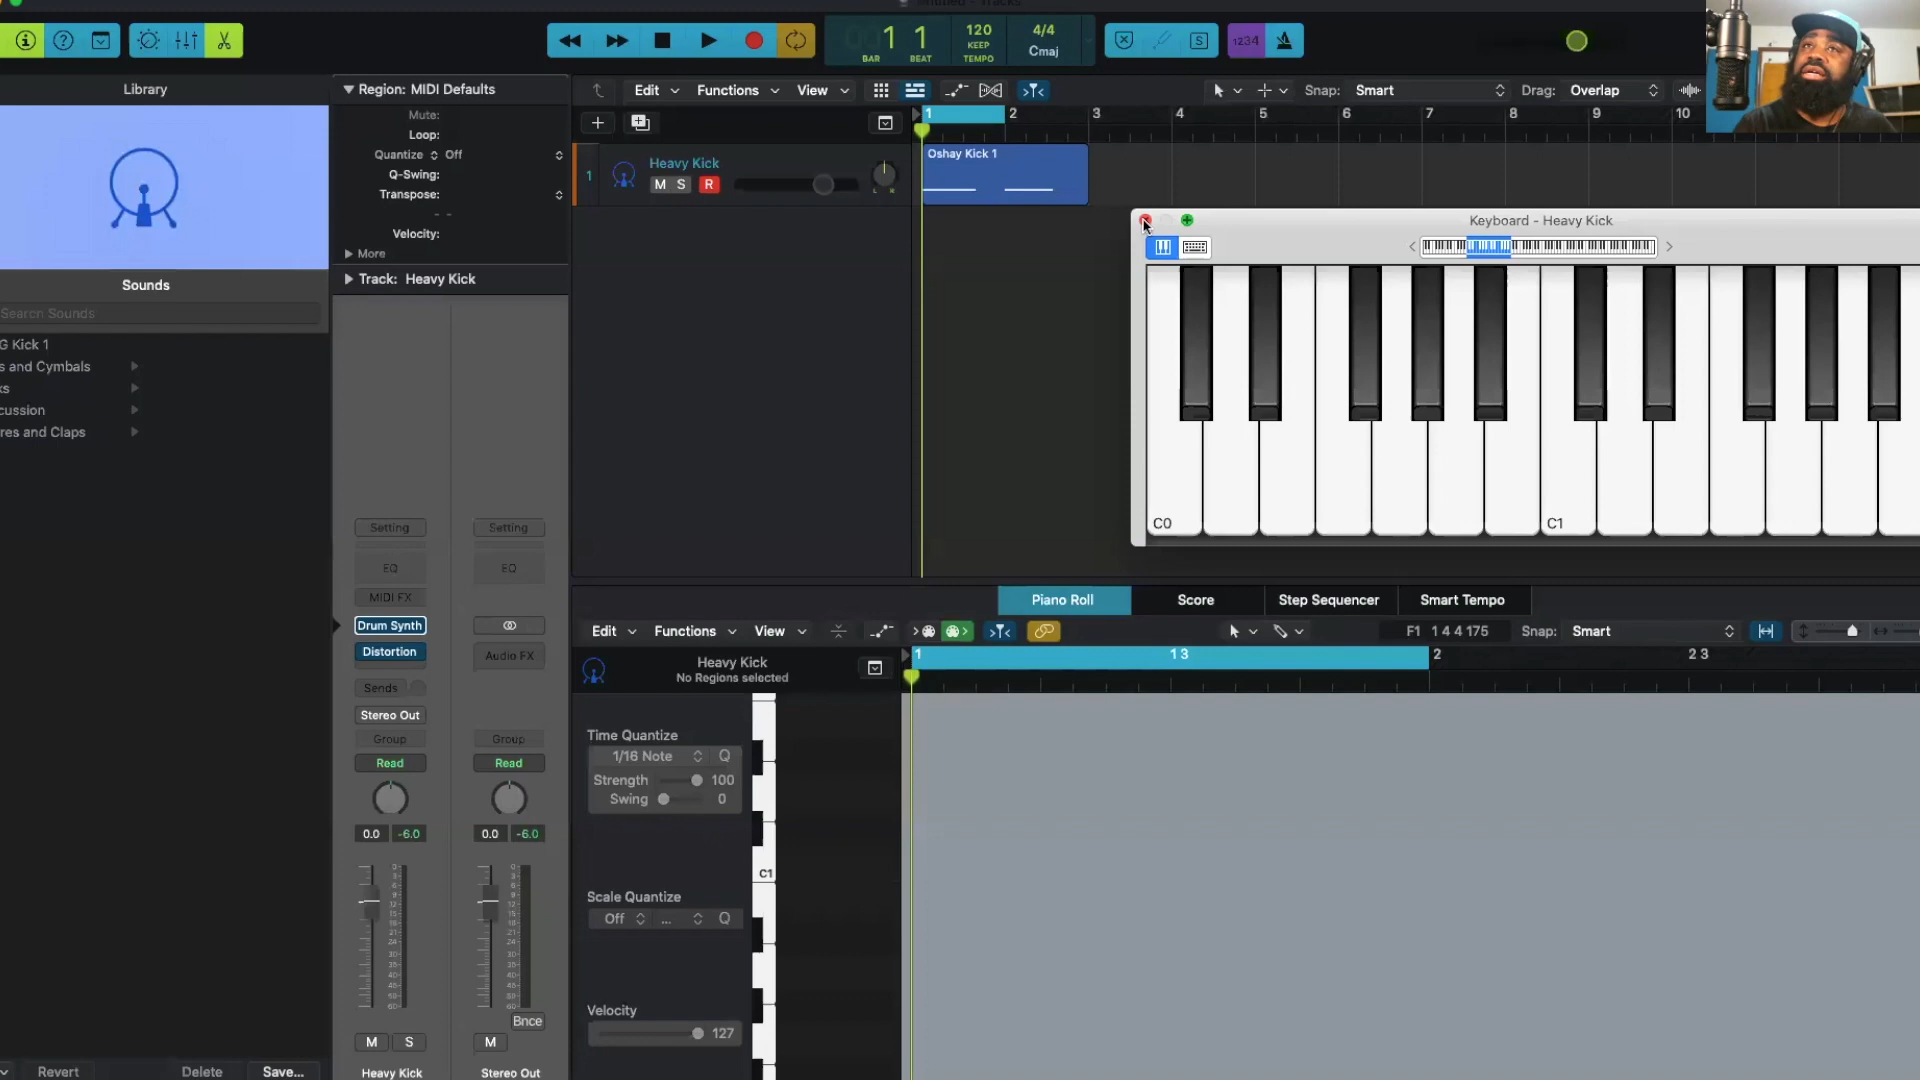 Untitled - Tracks
1 1
BAR BEAT
120
KEEP
TEMPO
4/4
Cmaj
S
1234
Library
Region: MIDI Defaults
Mute:
Loop:
Quantize Off
Q-Swing:
Transpose:
- -
Velocity:
More
Track: Heavy Kick
Edit Functions View
Snap: Smart Drag: Overlap
1 2 3 4 5 6 7 8 9 10
1 Heavy Kick
M S R
L R
Oshay Kick 1
Keyboard - Heavy Kick
C0 C1
Sounds
Search Sounds
G Kick 1
s and Cymbals
ks
cussion
res and Claps
Setting Setting
EQ EQ
MIDI FX
Drum Synth
Distortion
Audio FX
Sends
Stereo Out
Group Group
Read Read
0.0 -6.0 0.0 -6.0
Bnce
M S M
Heavy Kick Stereo Out
Revert Delete Save...
Piano Roll Score Step Sequencer Smart Tempo
Edit Functions View
F1 1 4 4 175 Snap: Smart
Heavy Kick
No Regions selected
1 1 3 2 2 3
Time Quantize
1/16 Note Q
Strength 100
Swing 0
C1
Scale Quantize
Off ... Q
Velocity
127